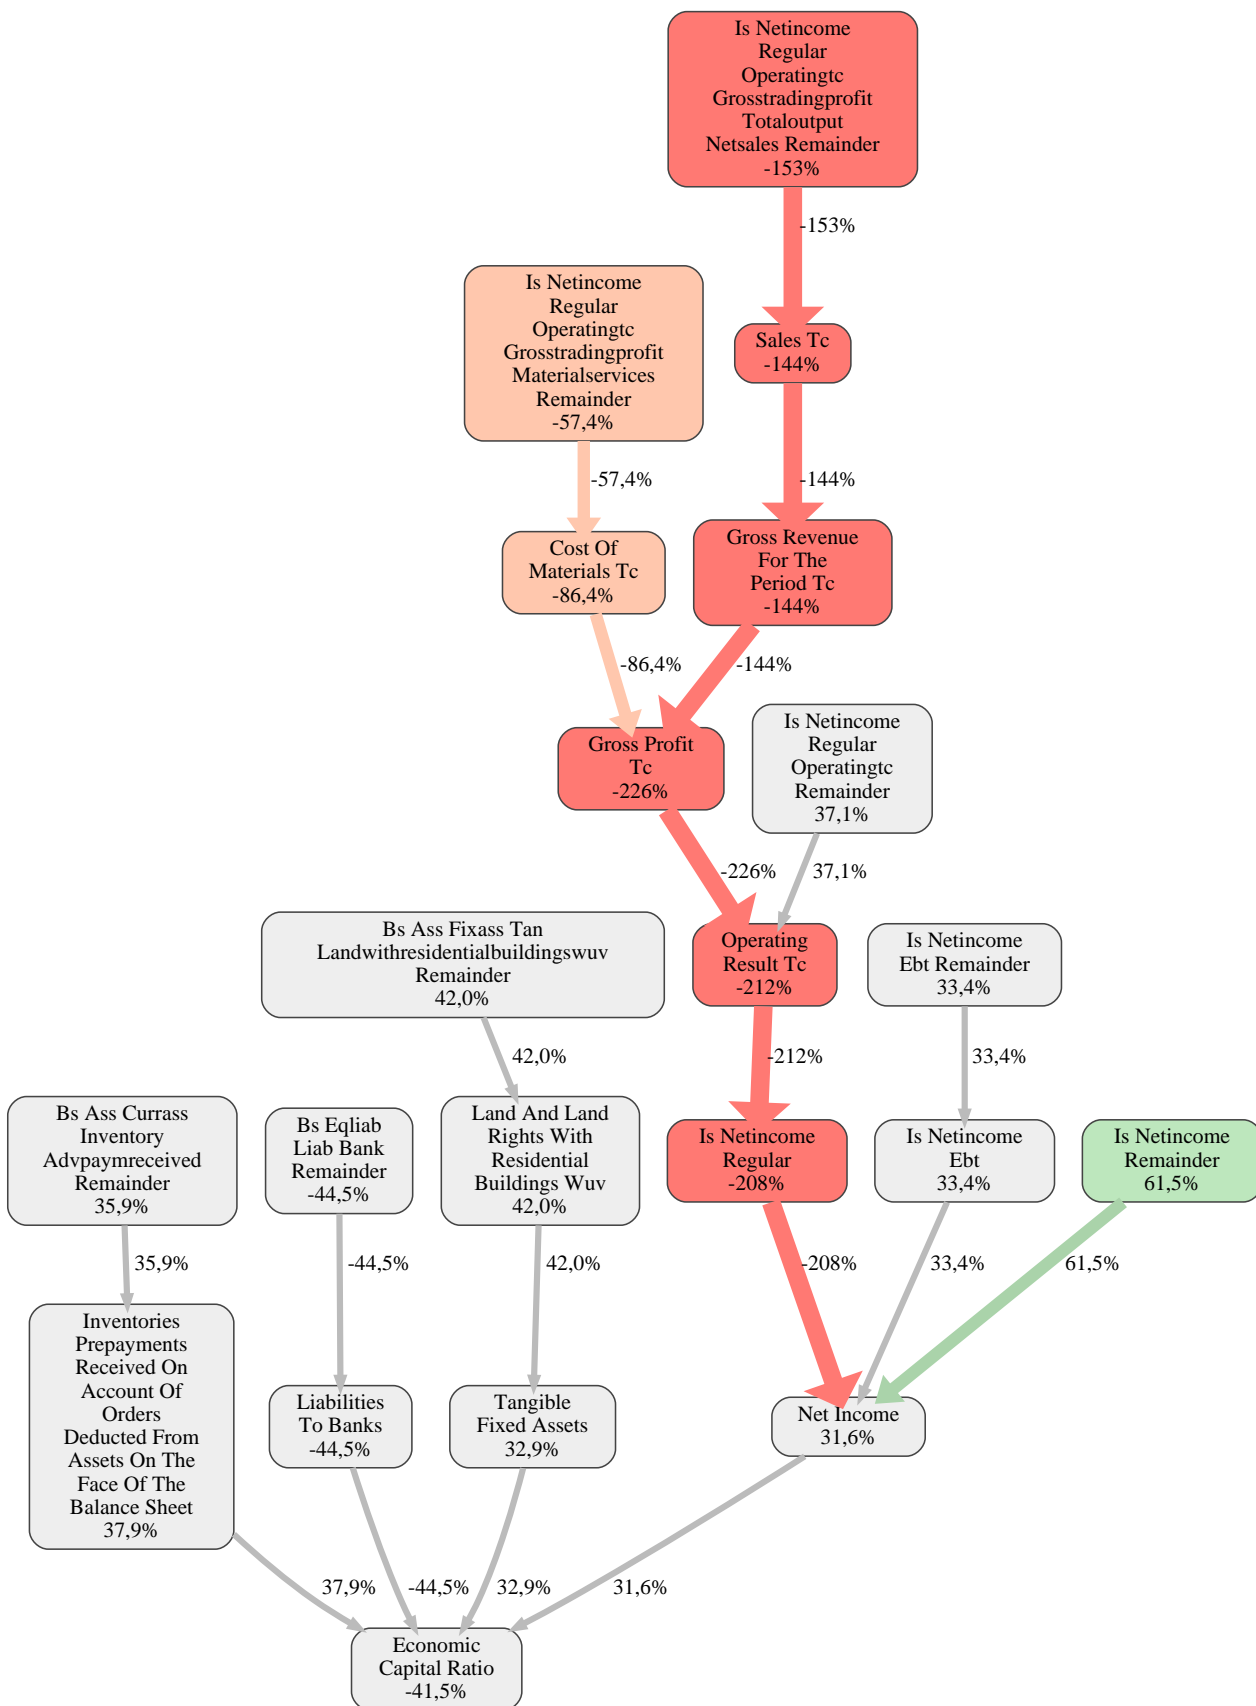 Is Netincome
Regular
Operatingtc
Grosstradingprofit
Totaloutput
Netsales Remainder
-153%
-153%
Is Netincome
Regular
Operatingtc
Grosstradingprofit
Materialservices
Remainder
-57,4%
Sales Tc
-144%
-57,4%
-144%
Cost Of
Materials Tc
-86,4%
Gross Revenue
For The
Period Tc
-144%
-86,4%
-144%
Gross Profit
Tc
-226%
Is Netincome
Regular
Operatingtc
Remainder
37,1%
-226%
37,1%
Bs Ass Fixass Tan
Landwithresidentialbuildingswuv
Remainder
42,0%
Operating
Result Tc
-212%
Is Netincome
Ebt Remainder
33,4%
42,0%
-212%
33,4%
Bs Ass Currass
Inventory
Advpaymreceived
Remainder
35,9%
Bs Eqliab
Liab Bank
Remainder
-44,5%
Land And Land
Rights With
Residential
Buildings Wuv
42,0%
Is Netincome
Regular
-208%
Is Netincome
Ebt
33,4%
Is Netincome
Remainder
61,5%
35,9%
-44,5%
42,0%
-208%
33,4%
61,5%
Inventories
Prepayments
Received On
Account Of
Orders
Deducted From
Assets On The
Face Of The
Balance Sheet
37,9%
Liabilities
To Banks
-44,5%
Tangible
Fixed Assets
32,9%
Net Income
31,6%
37,9%
-44,5%
32,9%
31,6%
Economic
Capital Ratio
-41,5%